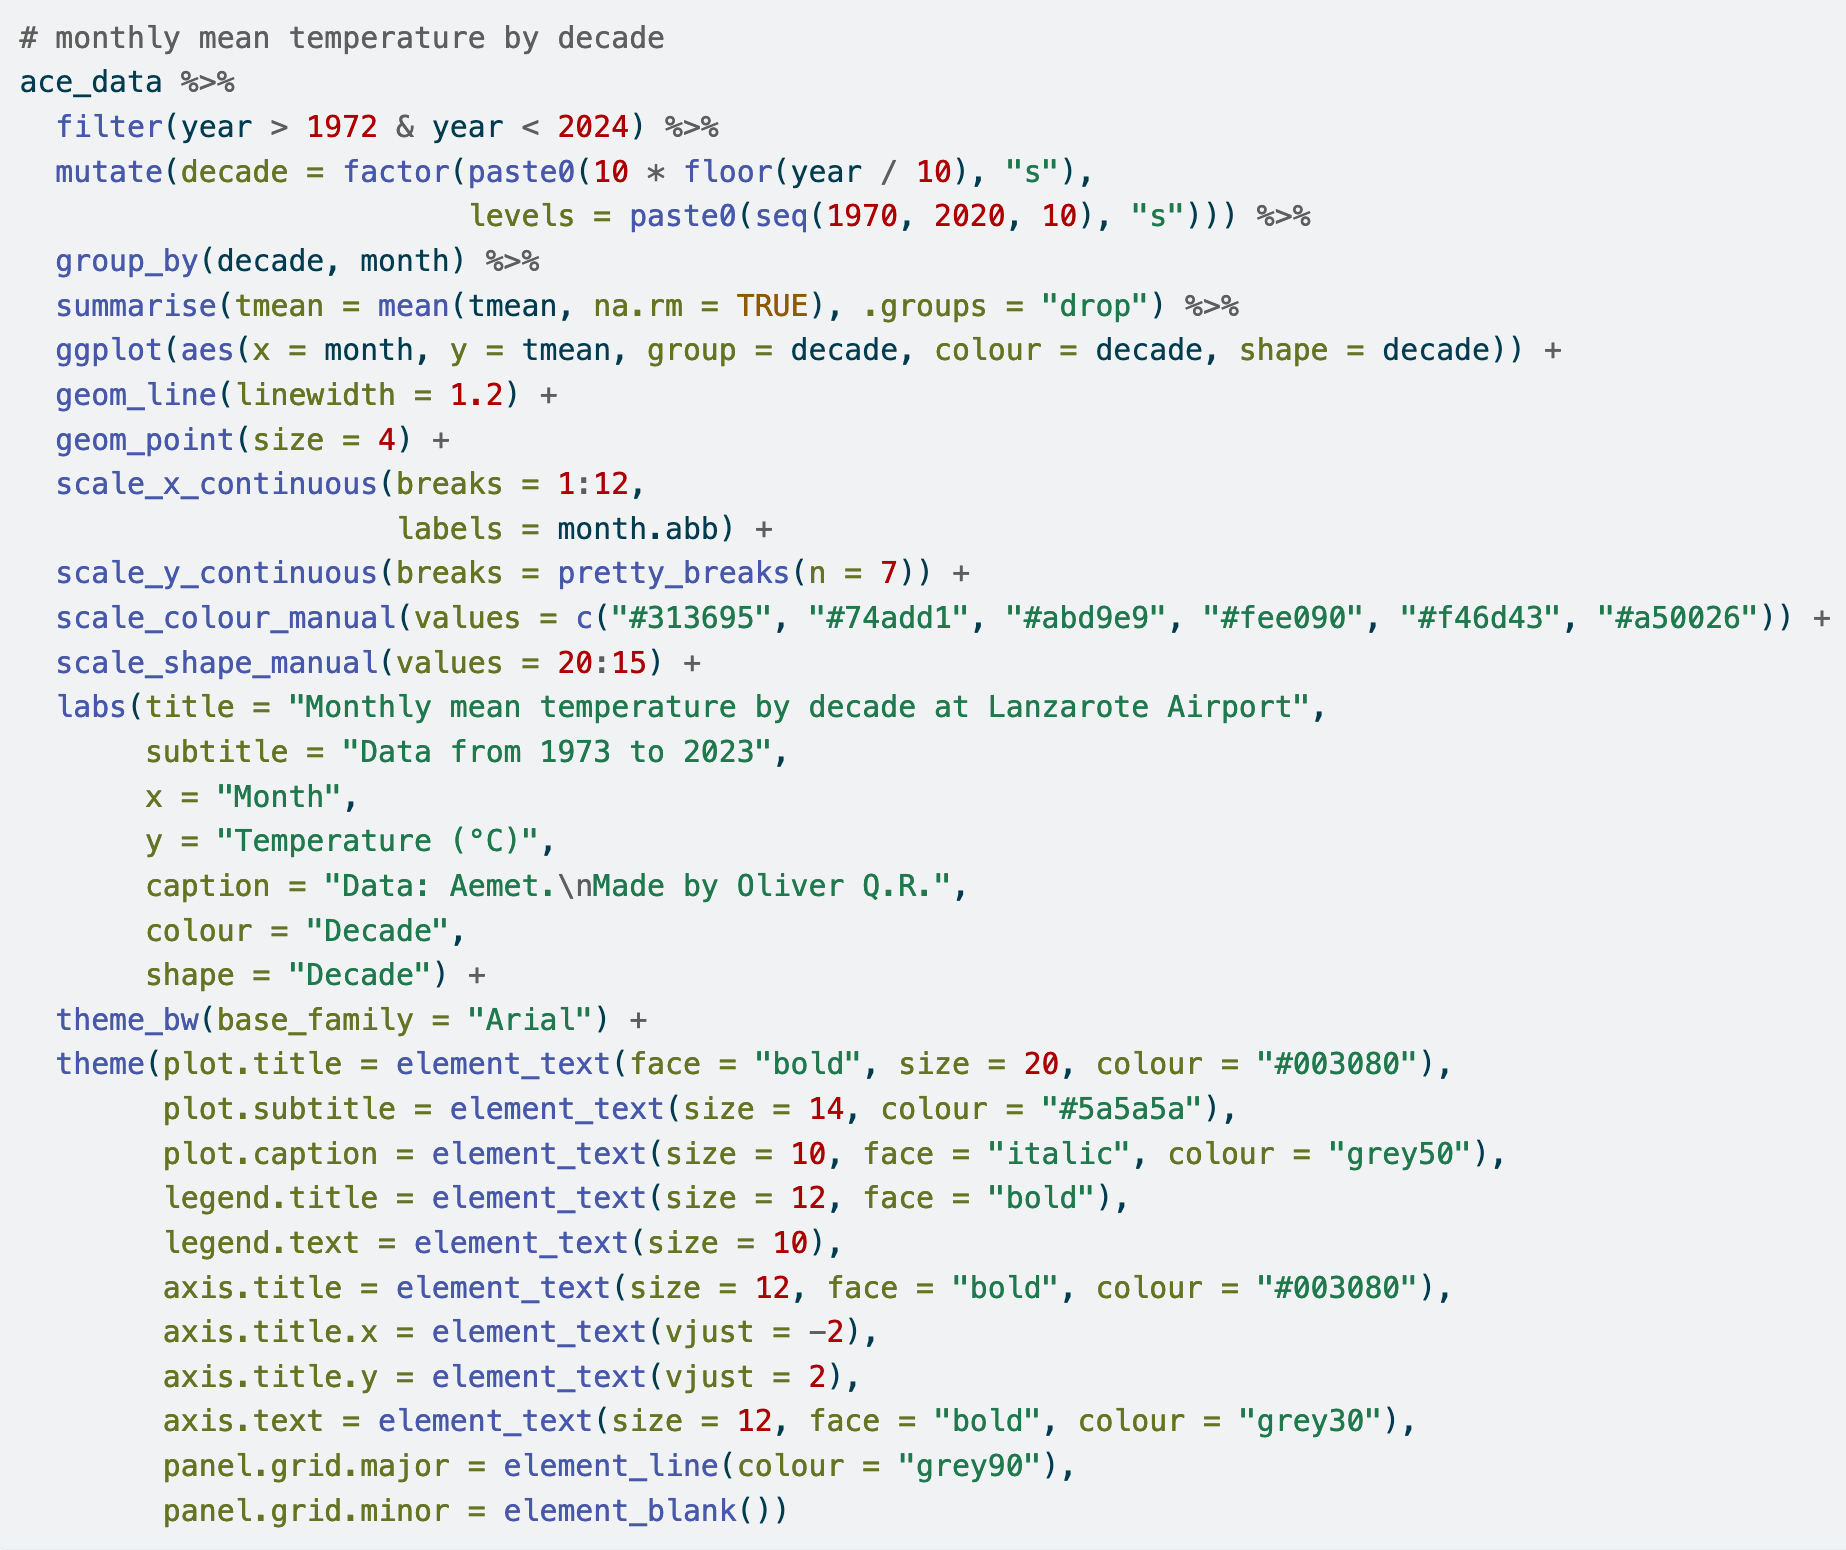 # monthly mean temperature by decade
ace_data %>%
  filter(year > 1972 & year < 2024) %>%
  mutate(decade = factor(paste0(10 * floor(year / 10), "s"),
                         levels = paste0(seq(1970, 2020, 10), "s"))) %>%
  group_by(decade, month) %>%
  summarise(tmean = mean(tmean, na.rm = TRUE), .groups = "drop") %>%
  ggplot(aes(x = month, y = tmean, group = decade, colour = decade, shape = decade)) +
  geom_line(linewidth = 1.2) +
  geom_point(size = 4) +
  scale_x_continuous(breaks = 1:12,
                     labels = month.abb) +
  scale_y_continuous(breaks = pretty_breaks(n = 7)) +
  scale_colour_manual(values = c("#313695", "#74add1", "#abd9e9", "#fee090", "#f46d43", "#a50026")) +
  scale_shape_manual(values = 20:15) +
  labs(title = "Monthly mean temperature by decade at Lanzarote Airport",
       subtitle = "Data from 1973 to 2023",
       x = "Month",
       y = "Temperature (°C)",
       caption = "Data: Aemet.\nMade by Oliver Q.R.",
       colour = "Decade",
       shape = "Decade") +
  theme_bw(base_family = "Arial") +
  theme(plot.title = element_text(face = "bold", size = 20, colour = "#003080"),
        plot.subtitle = element_text(size = 14, colour = "#5a5a5a"),
        plot.caption = element_text(size = 10, face = "italic", colour = "grey50"),
        legend.title = element_text(size = 12, face = "bold"),
        legend.text = element_text(size = 10),
        axis.title = element_text(size = 12, face = "bold", colour = "#003080"),
        axis.title.x = element_text(vjust = -2),
        axis.title.y = element_text(vjust = 2),
        axis.text = element_text(size = 12, face = "bold", colour = "grey30"),
        panel.grid.major = element_line(colour = "grey90"),
        panel.grid.minor = element_blank())